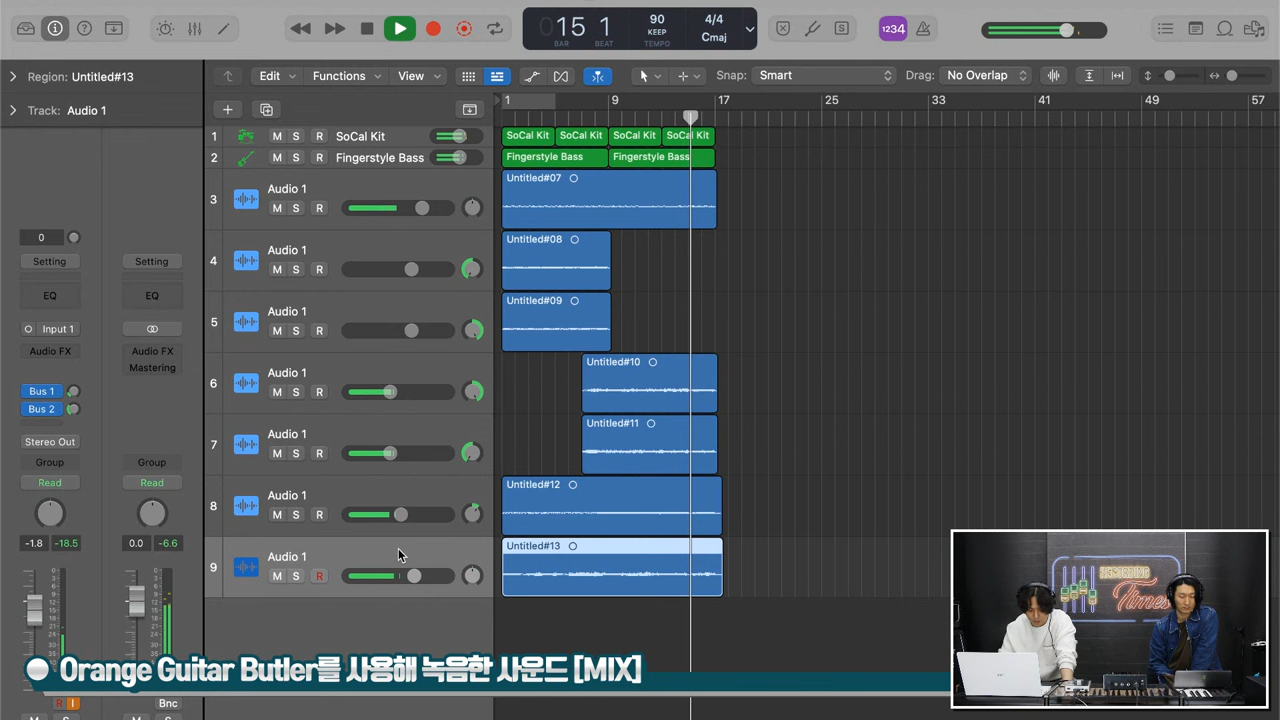 15 1
BAR BEAT
90
KEEP
TEMPO
4/4
Cmaj
S
1234
Region: Untitled#13
Edit
Functions
View
Snap: Smart
Drag: No Overlap
Track: Audio 1
1 9 17 25 33 41 49 57
1 M S R SoCal Kit
SoCal Kit SoCal Kit SoCal Kit SoCal Kit
2 M S R Fingerstyle Bass
Fingerstyle Bass Fingerstyle Bass
3 Audio 1
M S R
Untitled#07
4 Audio 1
M S R
Untitled#08
5 Audio 1
M S R
Untitled#09
6 Audio 1
M S R
Untitled#10
7 Audio 1
M S R
Untitled#11
8 Audio 1
M S R
Untitled#12
9 Audio 1
M S R
Untitled#13
0
Setting Setting
EQ EQ
Input 1
Audio FX Audio FX
Mastering
Bus 1
Bus 2
Stereo Out
Group Group
Read Read
-1.8 -18.5 0.0 -6.6
Times
Orange Guitar Butler를 사용해 녹음한 사운드 [MIX]
R I Bnc